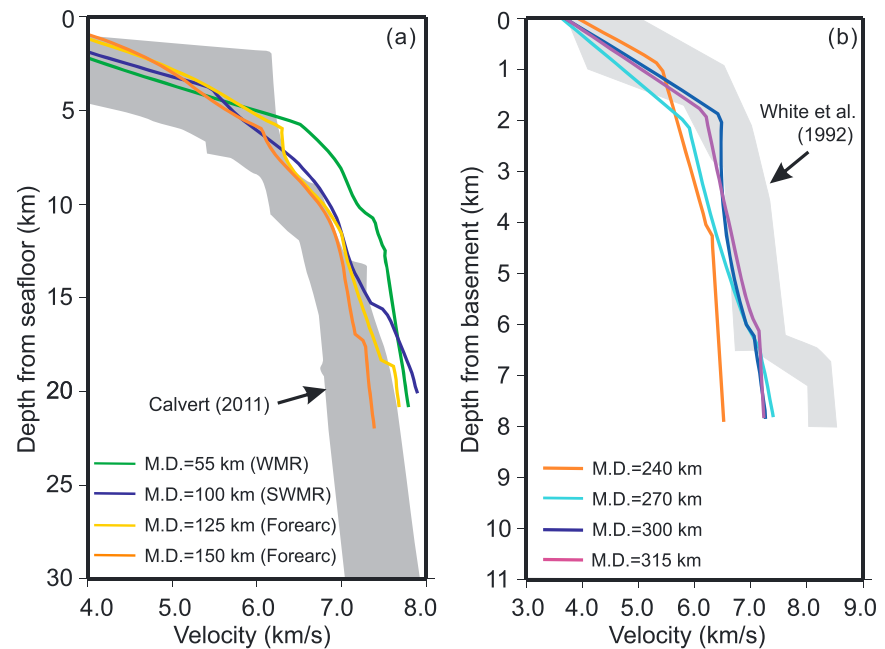 (a)
0
5
10
15
20
25
30
Depth from seafloor (km)
Calvert (2011)
M.D.=55 km (WMR)
M.D.=100 km (SWMR)
M.D.=125 km (Forearc)
M.D.=150 km (Forearc)
4.0 5.0 6.0 7.0 8.0
Velocity (km/s)
(b)
0
1
2
3
4
5
6
7
8
9
10
11
Depth from basement (km)
White et al.
(1992)
M.D.=240 km
M.D.=270 km
M.D.=300 km
M.D.=315 km
3.0 4.0 5.0 6.0 7.0 8.0 9.0
Velocity (km/s)